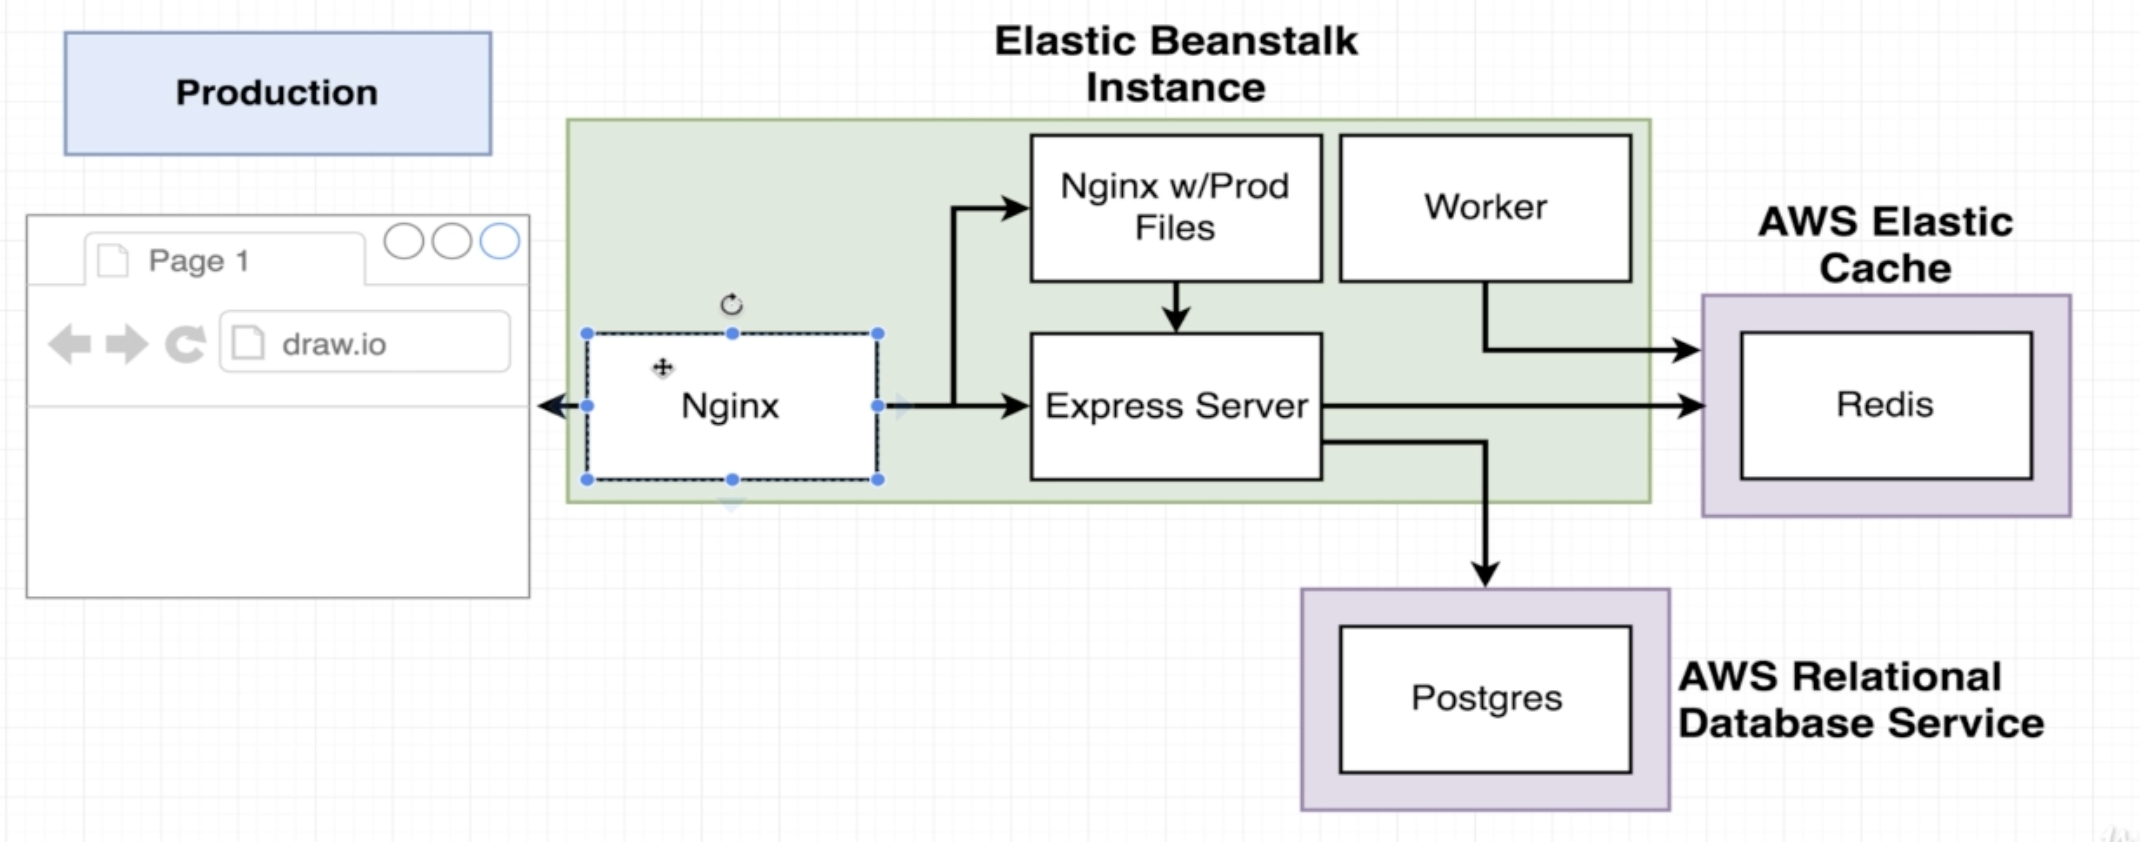 Production
Elastic Beanstalk
Instance
Nginx w/Prod
Files
Worker
AWS Elastic
Cache
Page 1
draw.io
Nginx
Express Server
Redis
Postgres
AWS Relational
Database Service